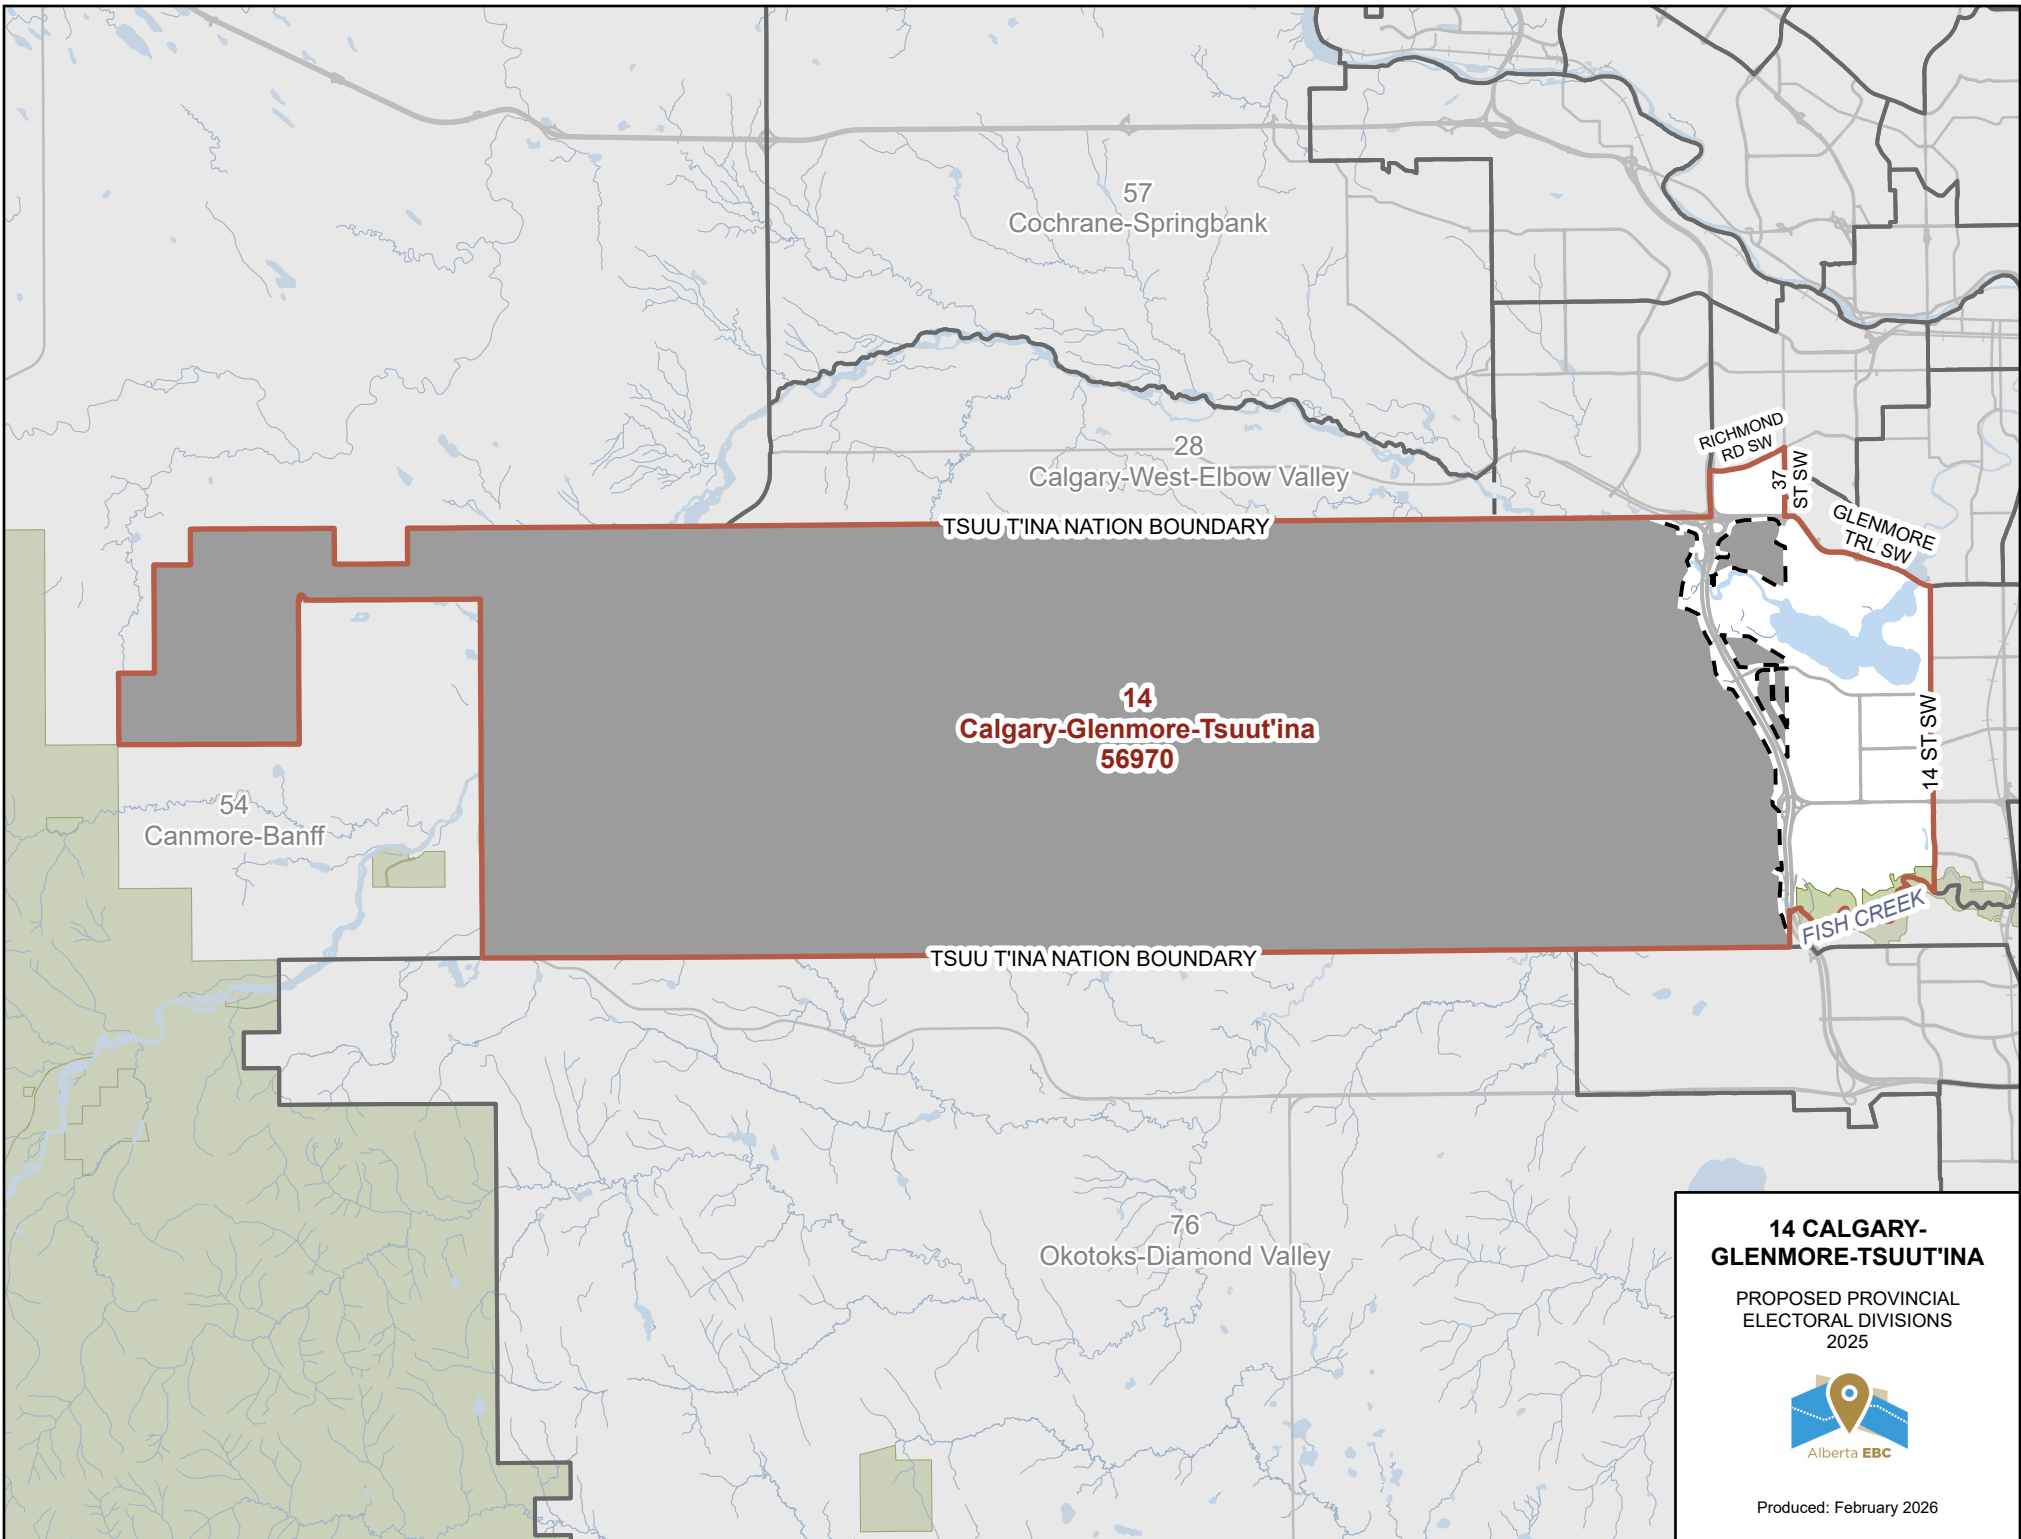 57
Cochrane-Springbank
28
Calgary-West-Elbow Valley
RICHMOND
RD SW
37
ST SW
GLENMORE
TRL SW
TSUU T'INA NATION BOUNDARY
14
Calgary-Glenmore-Tsuut'ina
56970
14 ST SW
54
Canmore-Banff
FISH CREEK
TSUU T'INA NATION BOUNDARY
76
Okotoks-Diamond Valley
14 CALGARY-
GLENMORE-TSUUT'INA
PROPOSED PROVINCIAL
ELECTORAL DIVISIONS
2025
Alberta EBC
Produced: February 2026